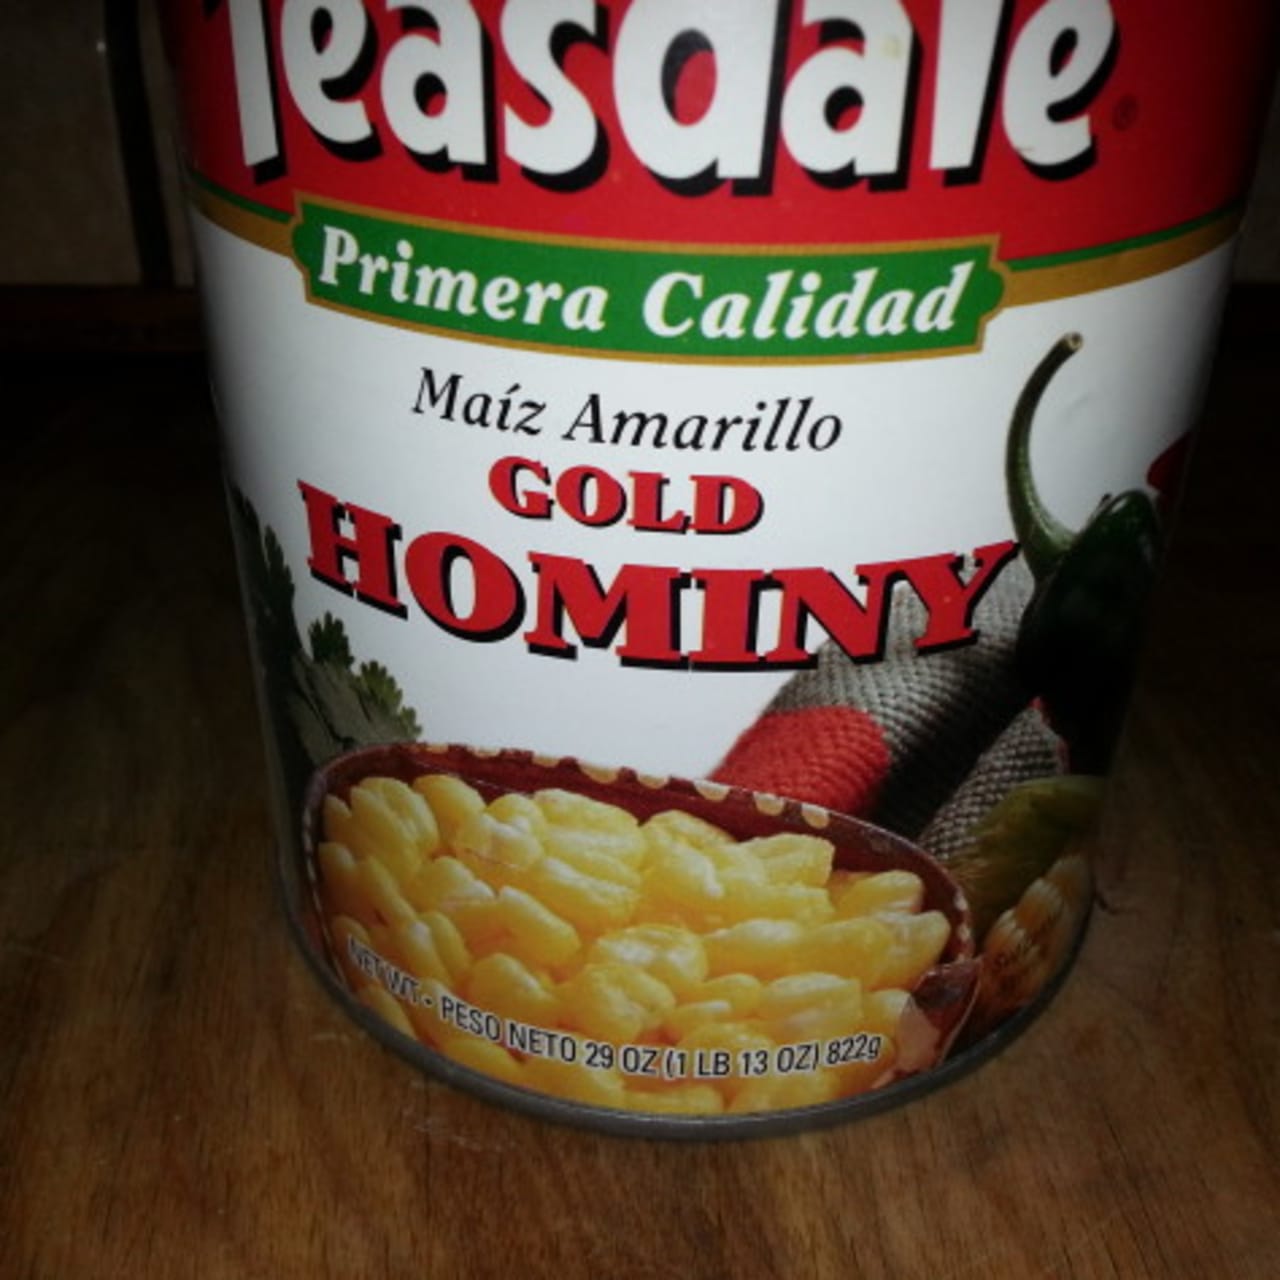 Teasdale®
Primera Calidad
Maíz Amarillo
GOLD
HOMINY
NET WT · PESO NETO 29 OZ (1 LB 13 OZ) 822g